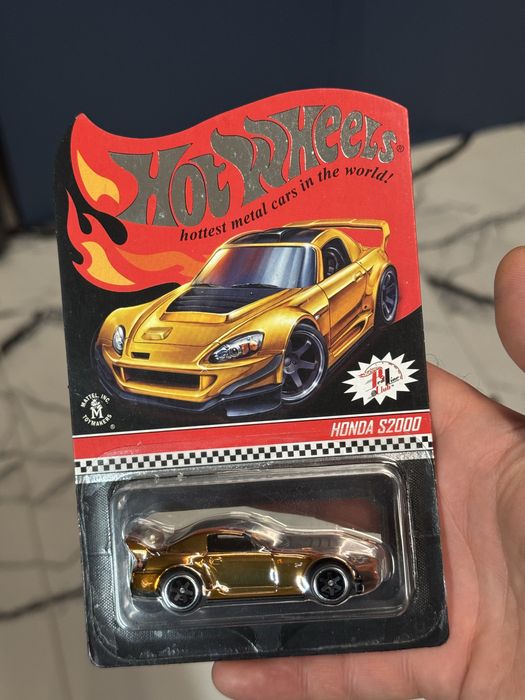 Hot Wheels®
hottest metal cars in the world!
MATTEL, INC.
M
TOYMAKERS
®
HONDA S2000